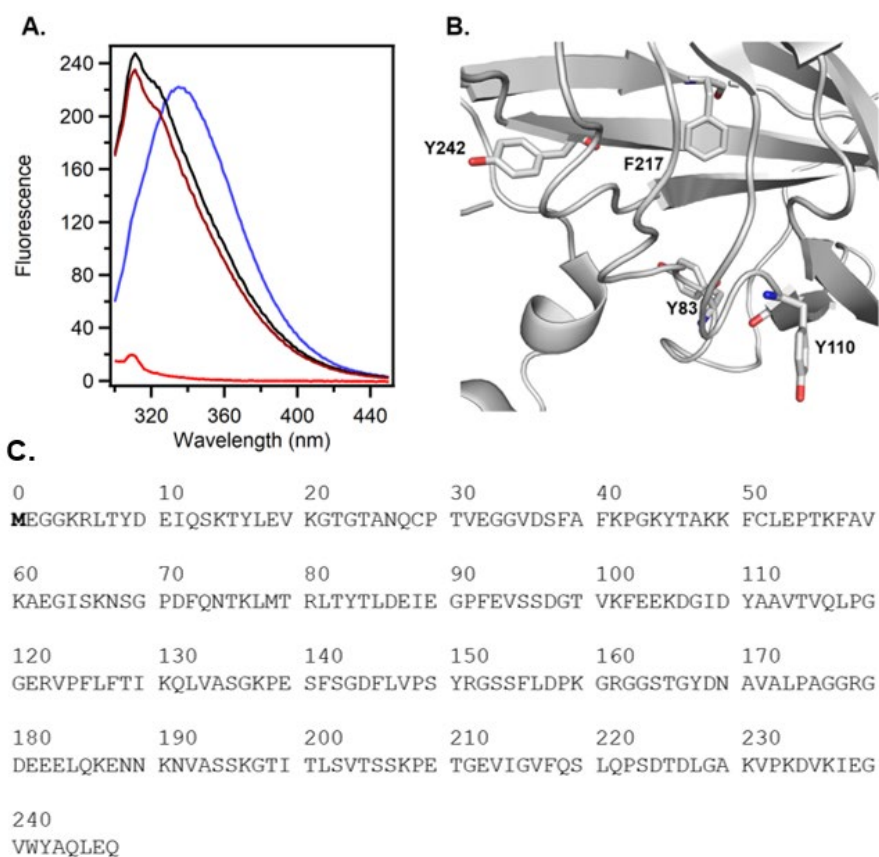 A.
B.
240
200
160
120
80
40
0
Fluorescence
320
360
400
440
Wavelength (nm)
Y242
F217
Y83
Y110
C.
0 10 20 30 40 50
MEGGKRLTYD EIQSKTYLEV KGTGTANQCP TVEGGVDSFA FKPGKYTAKK FCLEPTKFAV
60 70 80 90 100 110
KAEGISKNSG PDFQNTKLMT RLTYTLDEIE GPFEVSSDGT VKFEEKDGID YAAVTVQLPG
120 130 140 150 160 170
GERVPFLFTI KQLVASGKPE SFSGDFLVPS YRGSSFLDPK GRGGSTGYDN AVALPAGGRG
180 190 200 210 220 230
DEEELQKENN KNVASSKGTI TLSVTSSKPE TGEVIGVFQS LQPSDTDLGA KVPKDVKIEG
240
VWYAQLEQ